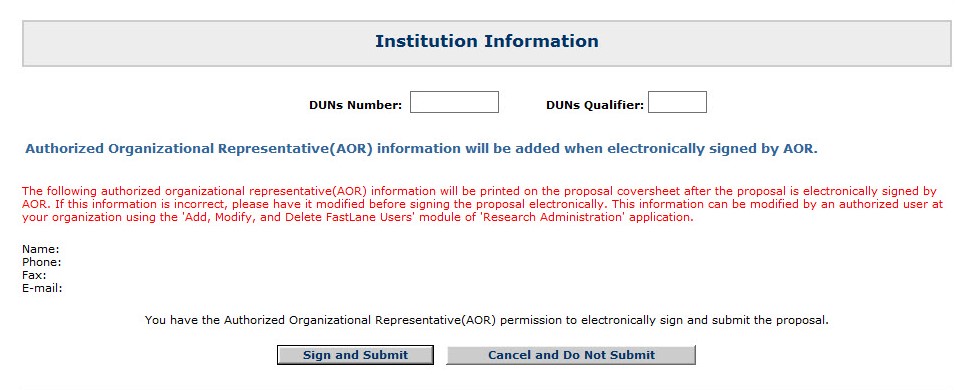 Institution Information
DUNs Number: DUNs Qualifier:
Authorized Organizational Representative(AOR) information will be added when electronically signed by AOR.
The following authorized organizational representative(AOR) information will be printed on the proposal coversheet after the proposal is electronically signed by
AOR. If this information is incorrect, please have it modified before signing the proposal electronically. This information can be modified by an authorized user at
your organization using the 'Add, Modify, and Delete FastLane Users' module of 'Research Administration' application.
Name:
Phone:
Fax:
E-mail:
You have the Authorized Organizational Representative(AOR) permission to electronically sign and submit the proposal.
Sign and Submit Cancel and Do Not Submit